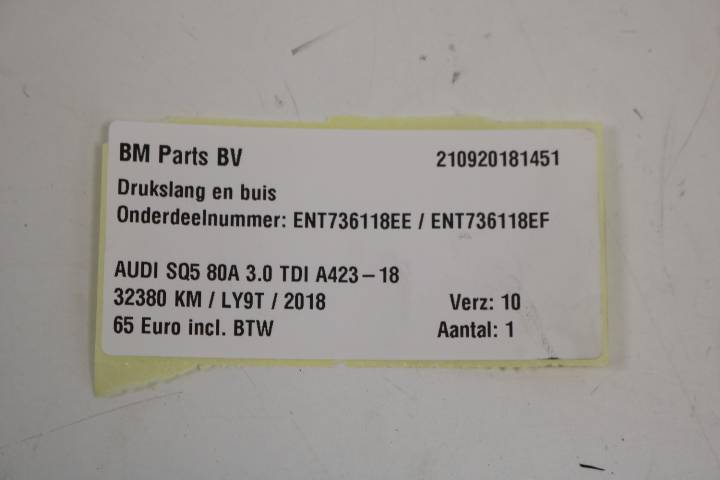 BM Parts BV 210920181451
Drukslang en buis
Onderdeelnummer: ENT736118EE / ENT736118EF
AUDI SQ5 80A 3.0 TDI A423-18
32380 KM / LY9T / 2018 Verz: 10
65 Euro incl. BTW Aantal: 1